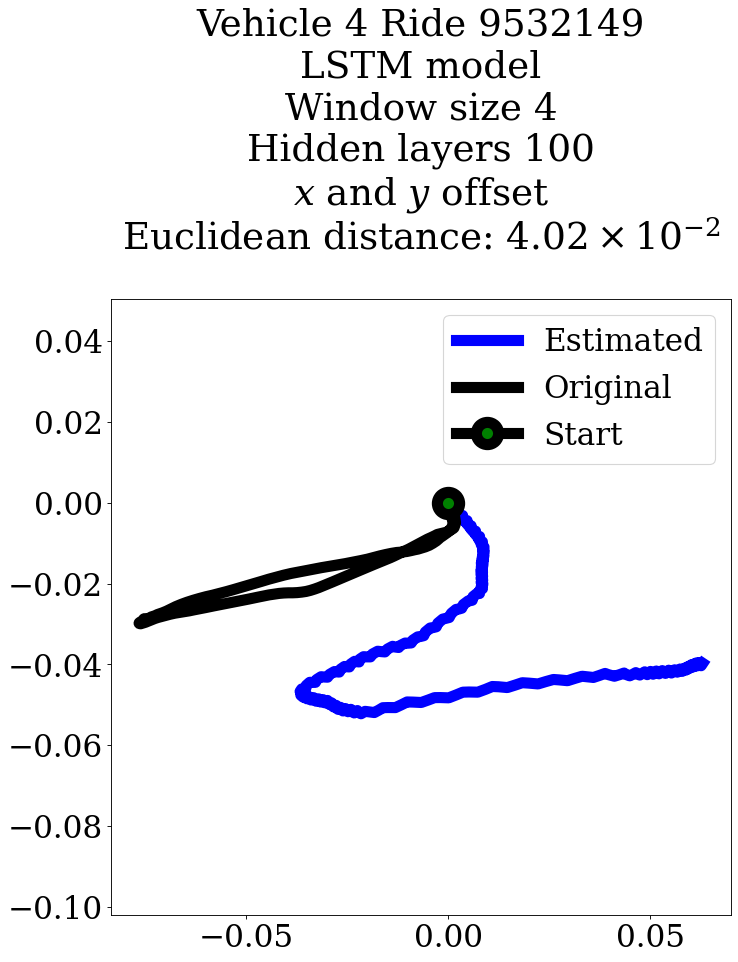 Vehicle 4 Ride 9532149
LSTM model
Window size 4
Hidden layers 100
x and y offset
Euclidean distance: 4.02 × 10⁻²
Estimated
Original
Start
0.04
0.02
0.00
−0.02
−0.04
−0.06
−0.08
−0.10
−0.05 0.00 0.05